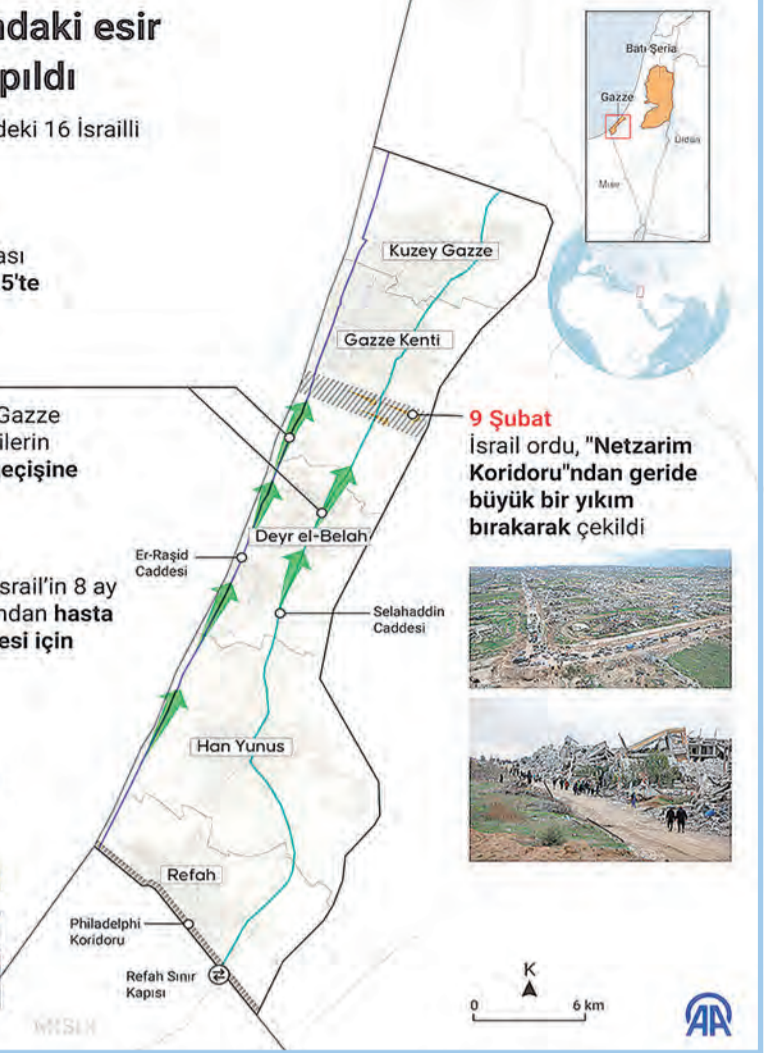 ndaki esir
pıldı
deki 16 İsrailli
ası
5'te
Gazze
ilerin
eçişine
srail'in 8 ay
ndan hasta
esi için
Batı Şeria
Gazze
Ürdün
Mısır
Kuzey Gazze
Gazze Kenti
9 Şubat
İsrail ordu, "Netzarim
Koridoru"ndan geride
büyük bir yıkım
bırakarak çekildi
Deyr el-Belah
Er-Raşid
Caddesi
Selahaddin
Caddesi
Han Yunus
Refah
Philadelphi
Koridoru
Refah Sınır
Kapısı
MISIR
K
0 6 km
AA